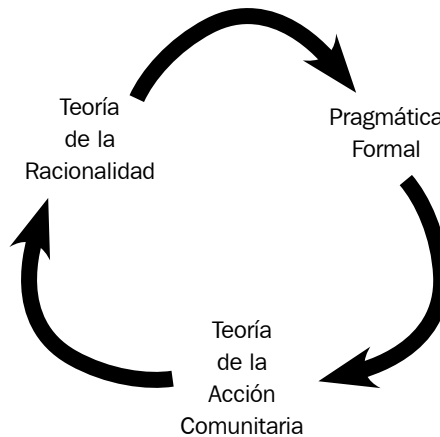 Teoría
de la
Racionalidad
Pragmática
Formal
Teoría
de la
Acción
Comunitaria